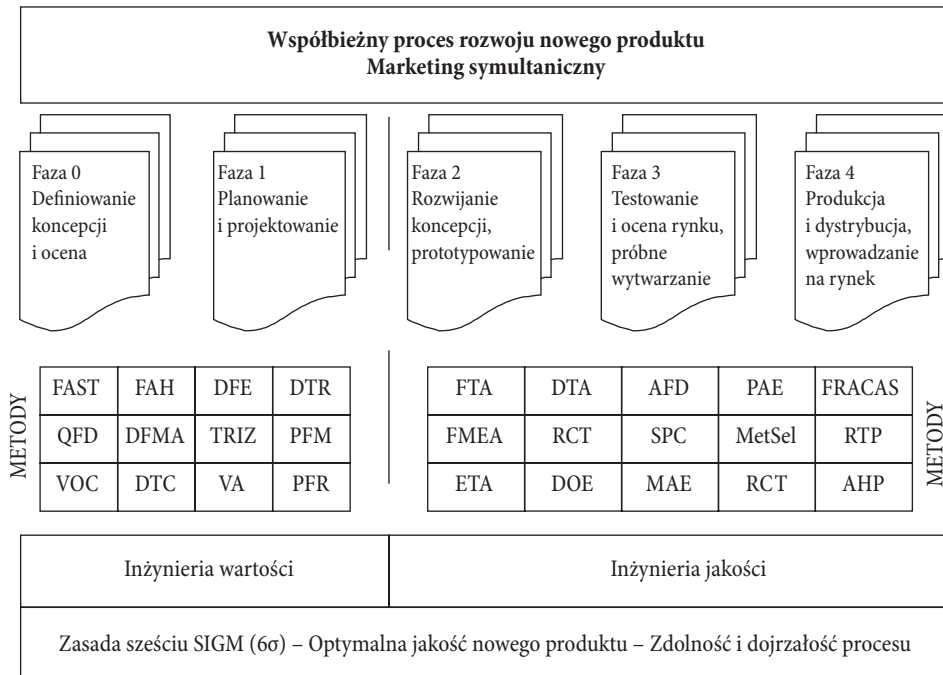 Współbieżny proces rozwoju nowego produktu
Marketing symultaniczny
Faza 0
Definiowanie
koncepcji
i ocena
Faza 1
Planowanie
i projektowanie
Faza 2
Rozwijanie
koncepcji,
prototypowanie
Faza 3
Testowanie
i ocena rynku,
próbne
wytwarzanie
Faza 4
Produkcja
i dystrybucja,
wprowadzanie
na rynek
METODY
FAST FAH DFE DTR
QFD DFMA TRIZ PFM
VOC DTC VA PFR
FTA DTA AFD PAE FRACAS
FMEA RCT SPC MetSel RTP
ETA DOE MAE RCT AHP
METODY
Inżynieria wartości
Inżynieria jakości
Zasada sześciu SIGM (6σ) – Optymalna jakość nowego produktu – Zdolność i dojrzałość procesu